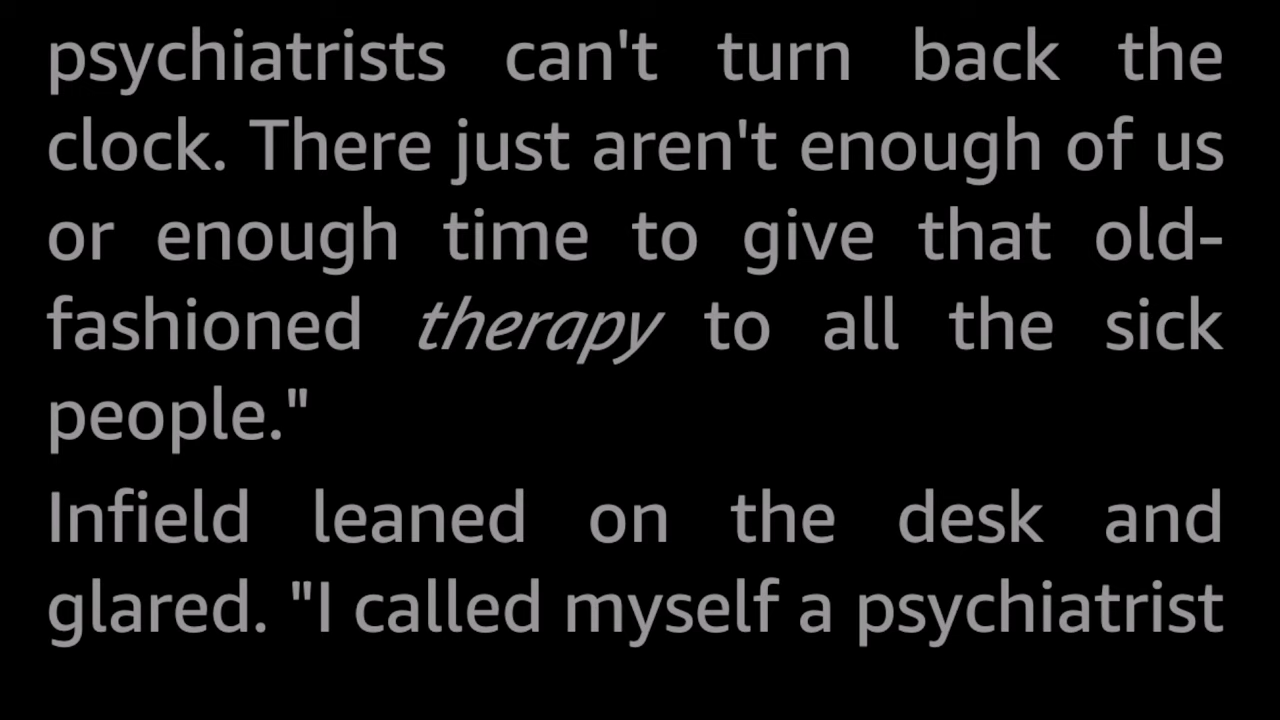 psychiatrists can't turn back the
clock. There just aren't enough of us
or enough time to give that old-
fashioned therapy to all the sick
people."
Infield leaned on the desk and
glared. "I called myself a psychiatrist